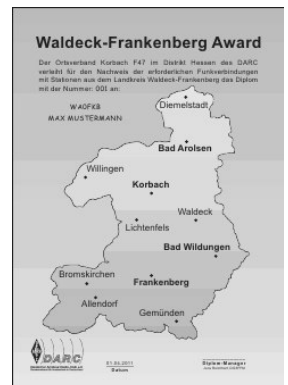 Waldeck-Frankenberg Award
Der Ortsverband Korbach F47 im Distrikt Hessen des DARC
verleiht für den Nachweis der erforderlichen Funkverbindungen
mit Stationen aus dem Landkreis Waldeck-Frankenberg das Diplom
mit der Nummer: 001 an:
WA0FKB
MAX MUSTERMANN
Diemelstadt
Bad Arolsen
Willingen
Korbach
Waldeck
Lichtenfels
Bad Wildungen
Bromskirchen
Frankenberg
Allendorf
Gemünden
DARC
01.04.2011
Datum
Diplom-Manager